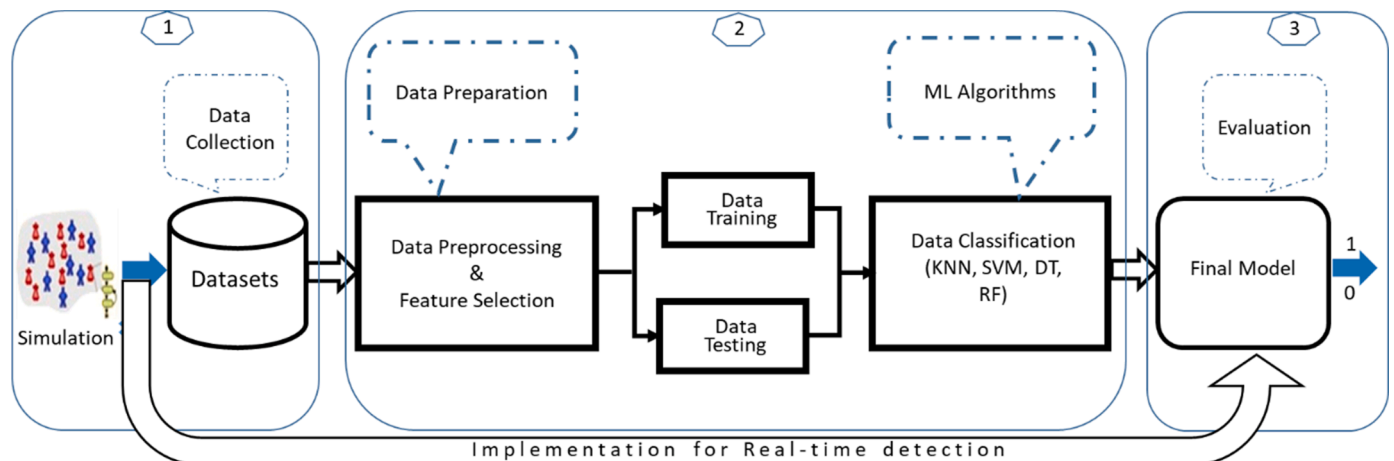 1
2
3
Data
Collection
Data Preparation
ML Algorithms
Evaluation
Simulation
Datasets
Data Preprocessing
&
Feature Selection
Data
Training
Data
Testing
Data Classification
(KNN, SVM, DT,
RF)
Final Model
1
0
Implementation for Real-time detection